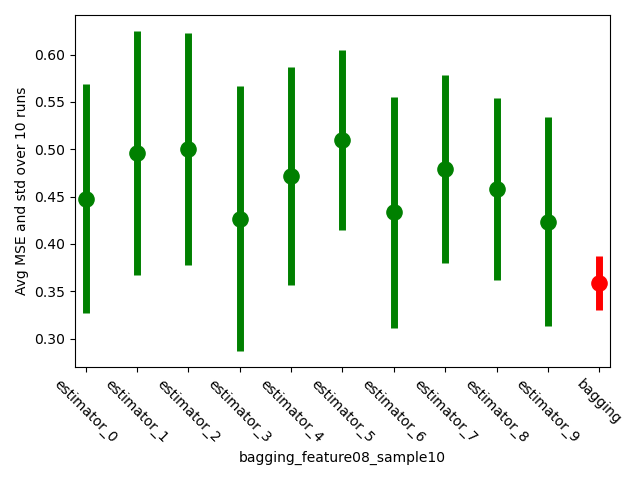 Avg MSE and std over 10 runs
0.60
0.55
0.50
0.45
0.40
0.35
0.30
estimator_0
estimator_1
estimator_2
estimator_3
estimator_4
estimator_5
estimator_6
estimator_7
estimator_8
estimator_9
bagging
bagging_feature08_sample10